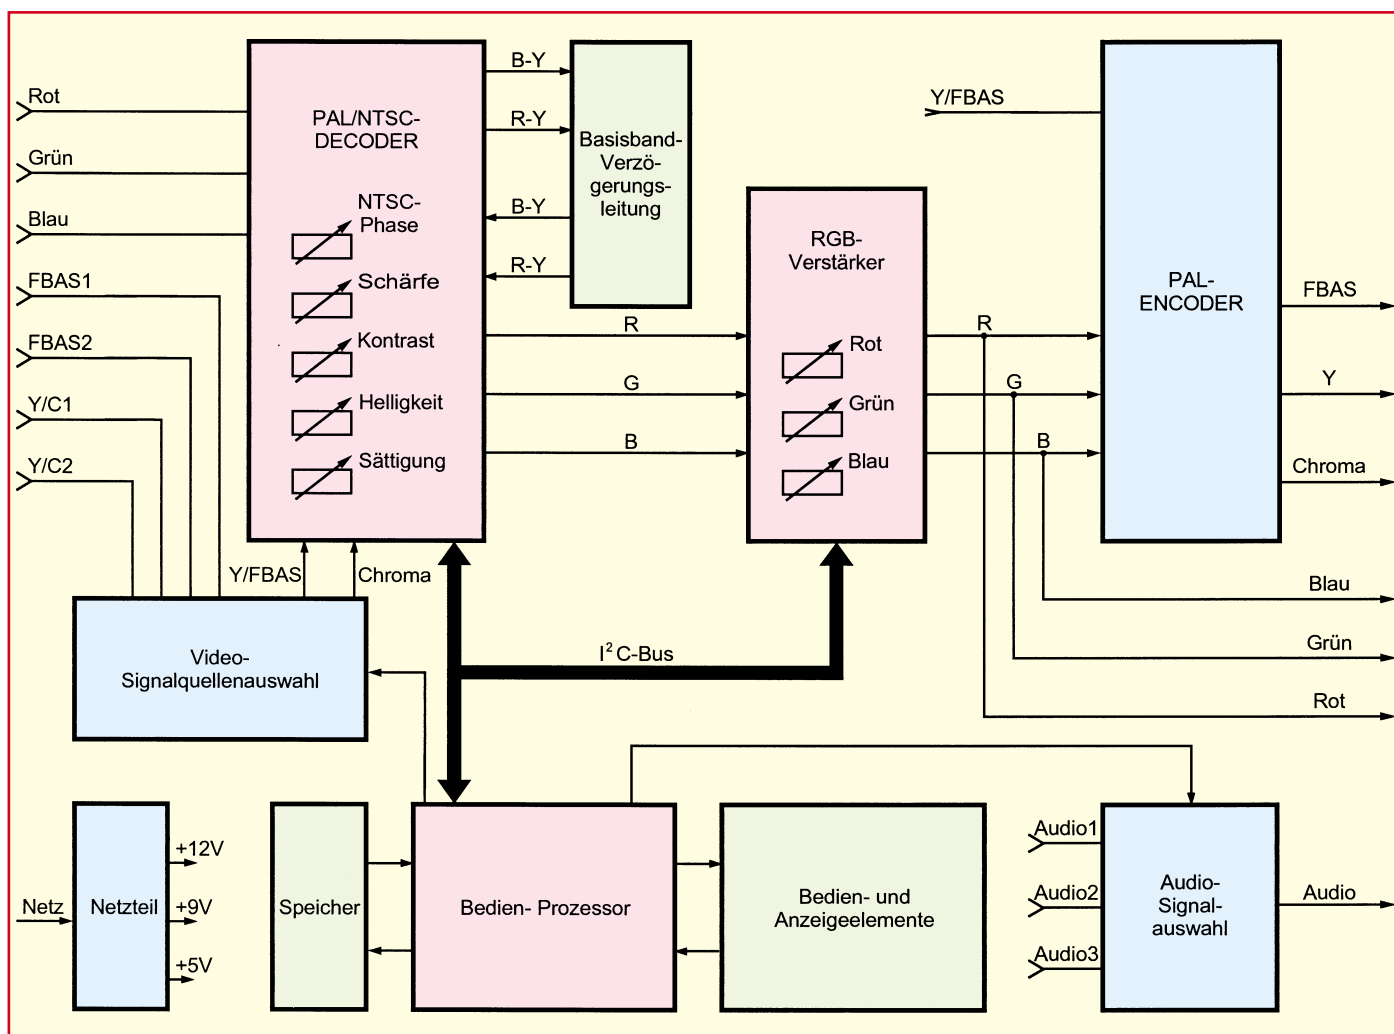 Rot
Grün
Blau
FBAS1
FBAS2
Y/C1
Y/C2
PAL/NTSC-
DECODER
NTSC-
Phase
Schärfe
Kontrast
Helligkeit
Sättigung
B-Y
R-Y
B-Y
R-Y
Basisband-
Verzö-
gerungs-
leitung
R
G
B
RGB-
Verstärker
Rot
Grün
Blau
R
G
B
Y/FBAS
PAL-
ENCODER
FBAS
Y
Chroma
Blau
Grün
Rot
Y/FBAS
Chroma
Video-
Signalquellenauswahl
I²C-Bus
Netz
Netzteil
+12V
+9V
+5V
Speicher
Bedien- Prozessor
Bedien- und
Anzeigeelemente
Audio1
Audio2
Audio3
Audio-
Signal-
auswahl
Audio